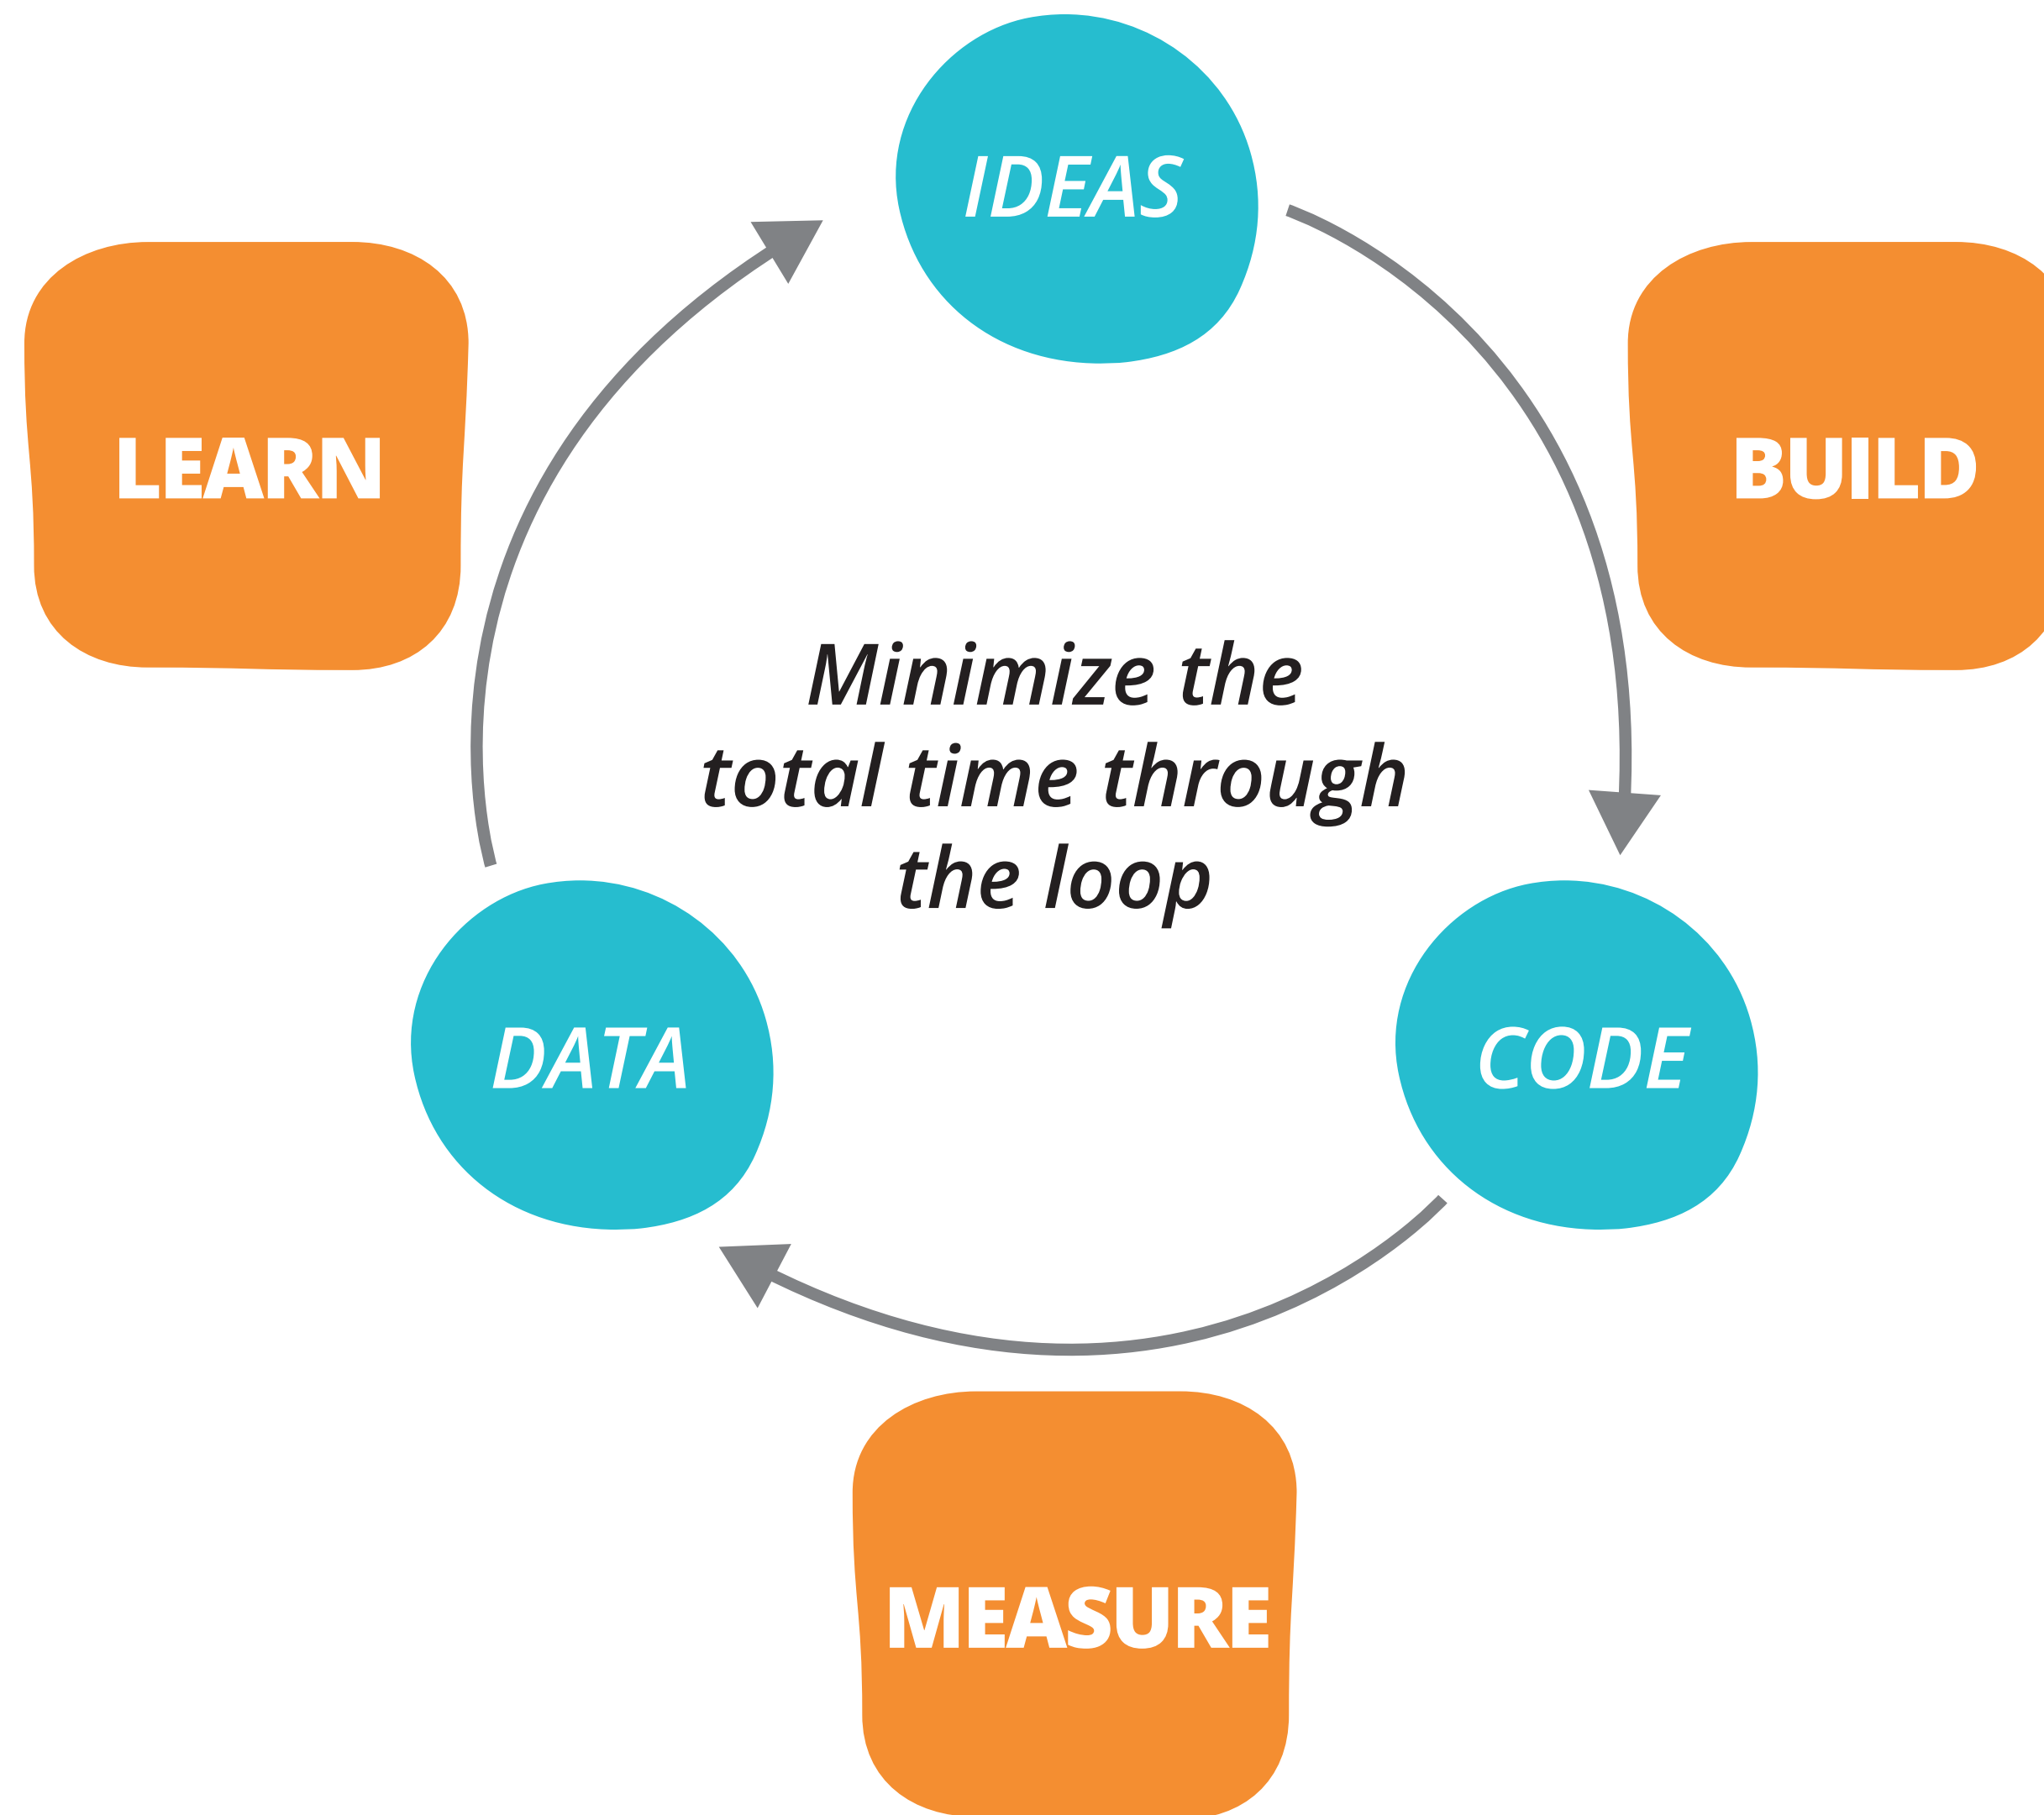 IDEAS
LEARN
BUILD
Minimize the
total time through
the loop
DATA
CODE
MEASURE